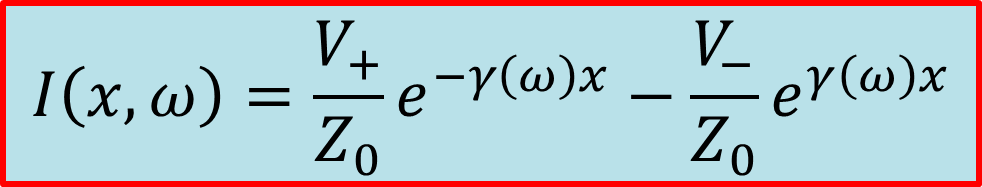 I(x, ω) = V₊/Z₀ e^{−γ(ω)x} − V₋/Z₀ e^{γ(ω)x}